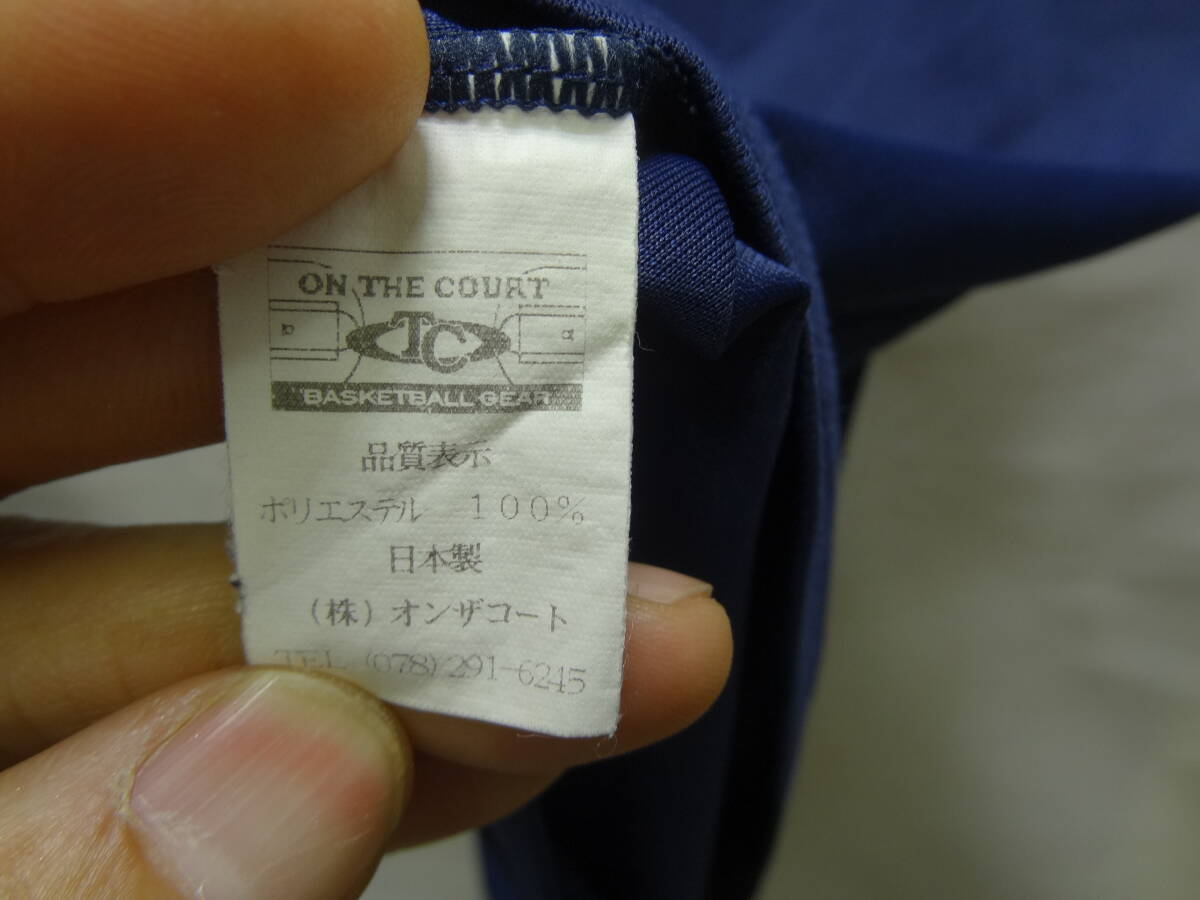 ON THE COURT
TC
BASKETBALL GEAR
品質表示
ポリエステル 100%
日本製
(株)オンザコート
TEL (078)291-6245